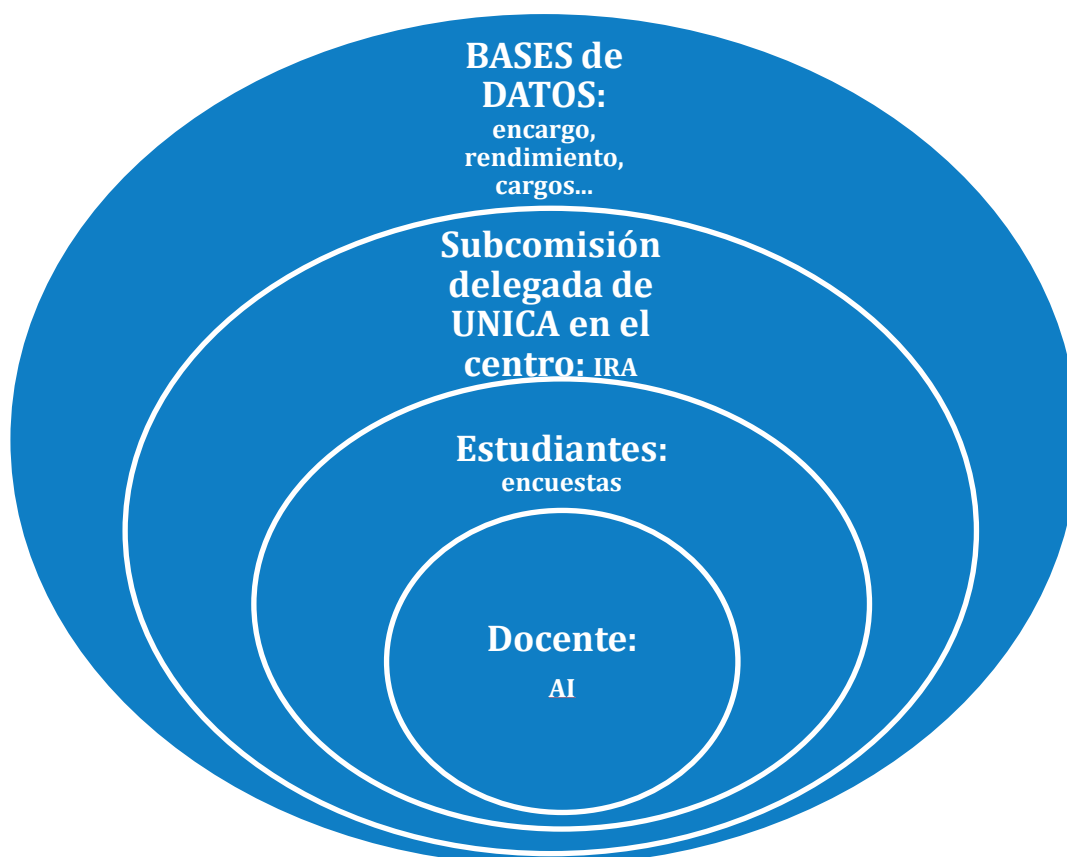 BASES de
DATOS:
encargo,
rendimiento,
cargos...
Subcomisión
delegada de
UNICA en el
centro: IRA
Estudiantes:
encuestas
Docente:
AI